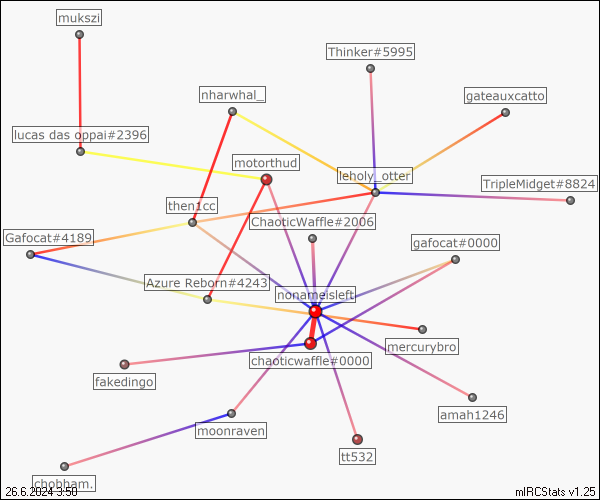 mukszi
Thinker#5995
nharwhal_
gateauxcatto
lucas das oppai#2396
motorthud
leholy_otter
TripleMidget#8824
then1cc
ChaoticWaffle#2006
Gafocat#4189
gafocat#0000
Azure Reborn#4243
nonameisleft
mercurybro
chaoticwaffle#0000
fakedingo
amah1246
moonraven
tt532
chobham.
26.6.2024 3:50
mIRCStats v1.25